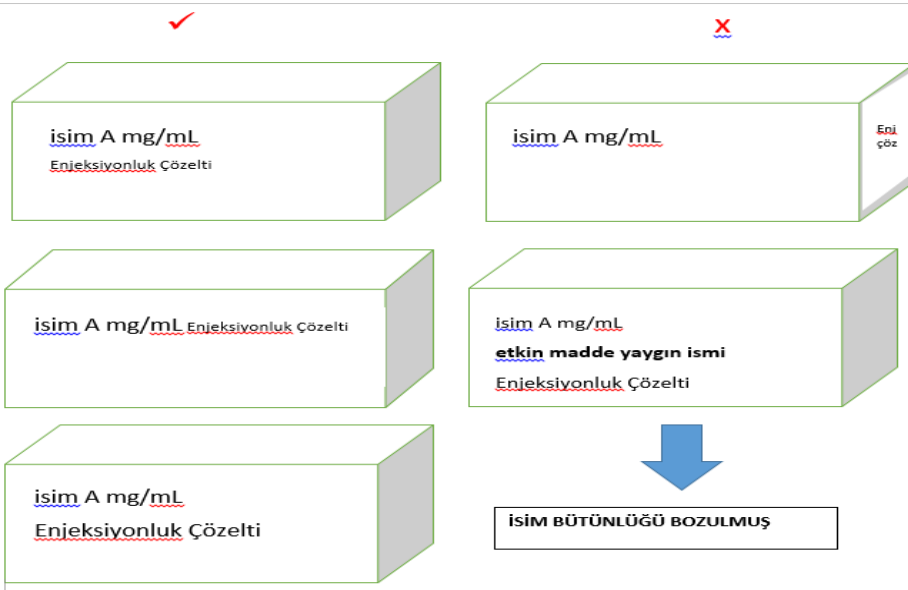 ✓
X
isim A mg/mL
Enjeksiyonluk Çözelti
isim A mg/mL
Enj
çöz
isim A mg/mL Enjeksiyonluk Çözelti
isim A mg/mL
etkin madde yaygın ismi
Enjeksiyonluk Çözelti
isim A mg/mL
Enjeksiyonluk Çözelti
İSİM BÜTÜNLÜĞÜ BOZULMUŞ